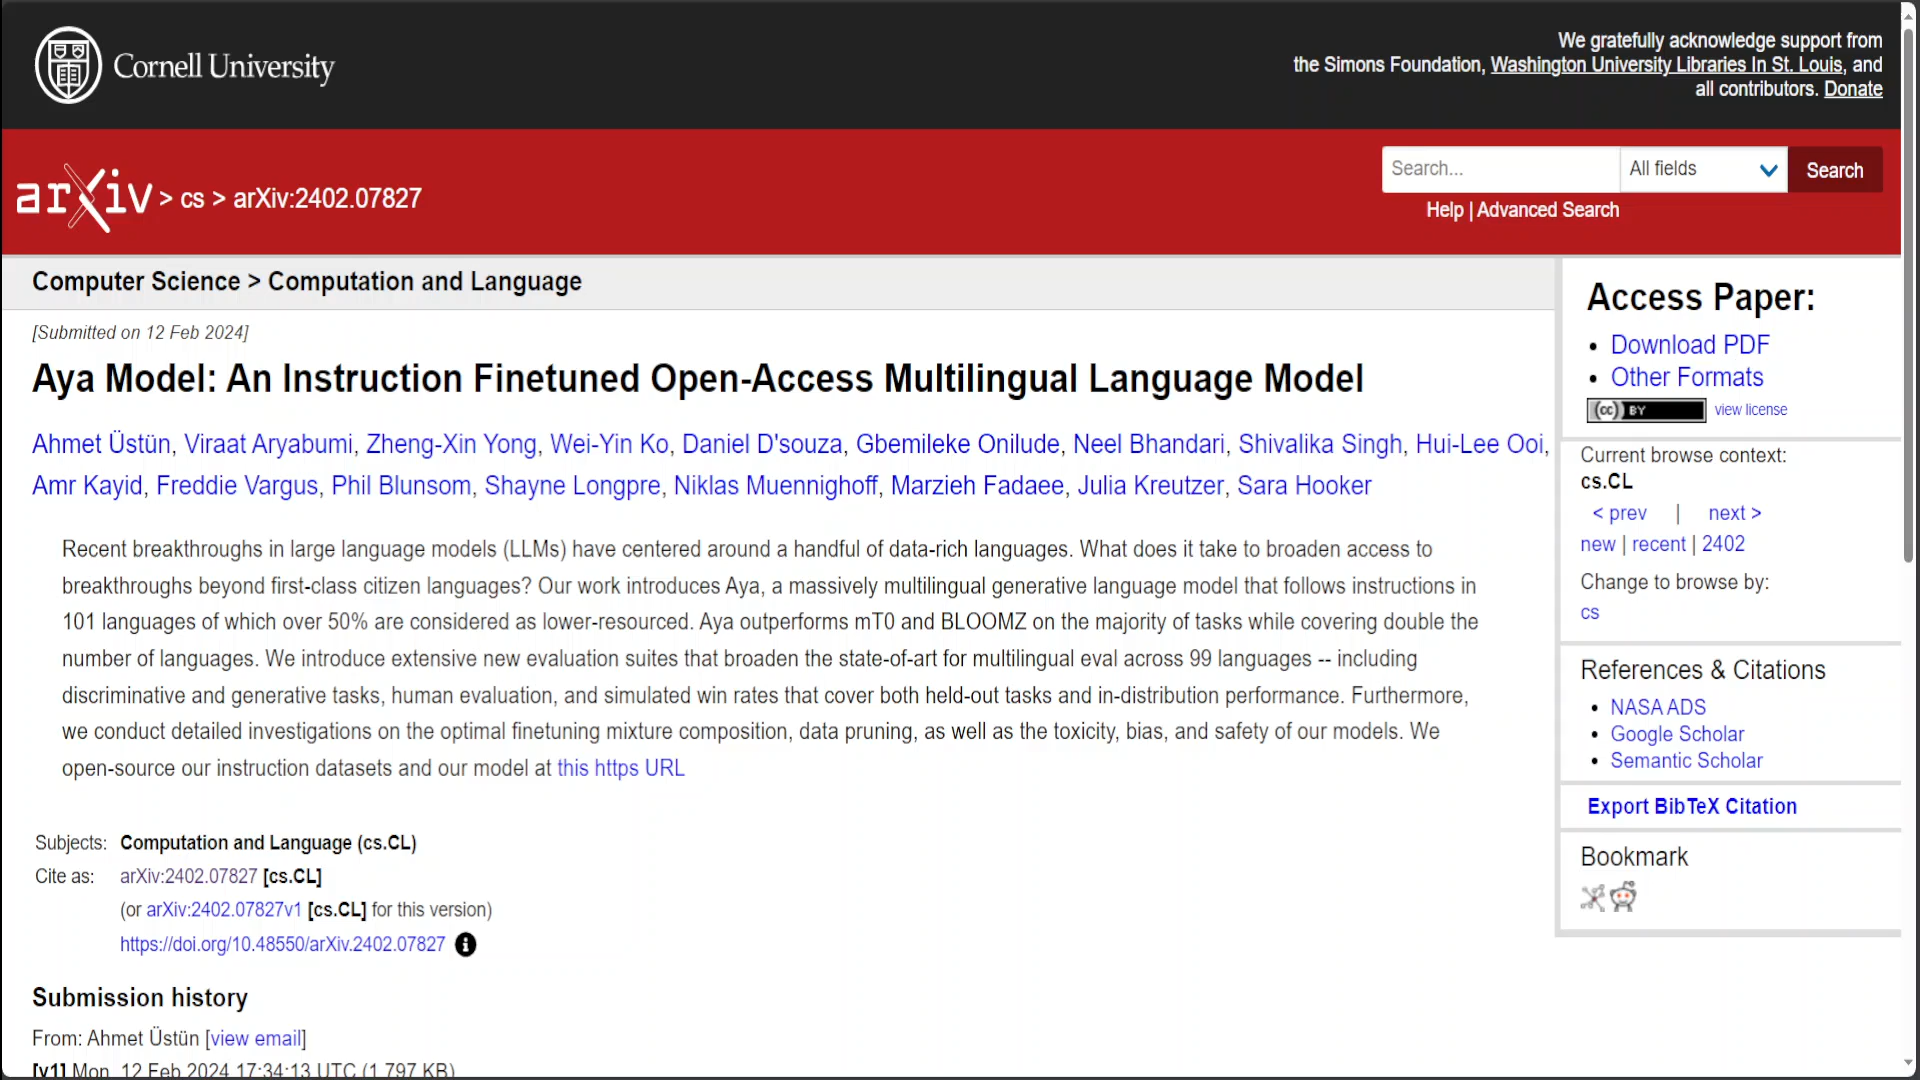 Cornell University
We gratefully acknowledge support from
the Simons Foundation, Washington University Libraries In St. Louis, and
all contributors. Donate
arXiv > cs > arXiv:2402.07827
Search...
All fields
Search
Help | Advanced Search
Computer Science > Computation and Language
[Submitted on 12 Feb 2024]
Aya Model: An Instruction Finetuned Open-Access Multilingual Language Model
Ahmet Üstün, Viraat Aryabumi, Zheng-Xin Yong, Wei-Yin Ko, Daniel D'souza, Gbemileke Onilude, Neel Bhandari, Shivalika Singh, Hui-Lee Ooi,
Amr Kayid, Freddie Vargus, Phil Blunsom, Shayne Longpre, Niklas Muennighoff, Marzieh Fadaee, Julia Kreutzer, Sara Hooker
Recent breakthroughs in large language models (LLMs) have centered around a handful of data-rich languages. What does it take to broaden access to
breakthroughs beyond first-class citizen languages? Our work introduces Aya, a massively multilingual generative language model that follows instructions in
101 languages of which over 50% are considered as lower-resourced. Aya outperforms mT0 and BLOOMZ on the majority of tasks while covering double the
number of languages. We introduce extensive new evaluation suites that broaden the state-of-art for multilingual eval across 99 languages -- including
discriminative and generative tasks, human evaluation, and simulated win rates that cover both held-out tasks and in-distribution performance. Furthermore,
we conduct detailed investigations on the optimal finetuning mixture composition, data pruning, as well as the toxicity, bias, and safety of our models. We
open-source our instruction datasets and our model at this https URL
Subjects: Computation and Language (cs.CL)
Cite as: arXiv:2402.07827 [cs.CL]
(or arXiv:2402.07827v1 [cs.CL] for this version)
https://doi.org/10.48550/arXiv.2402.07827
Submission history
From: Ahmet Üstün [view email]
[v1] Mon, 12 Feb 2024 17:34:13 UTC (1,797 KB)
Access Paper:
Download PDF
Other Formats
(cc) BY
view license
Current browse context:
cs.CL
< prev | next >
new | recent | 2402
Change to browse by:
cs
References & Citations
NASA ADS
Google Scholar
Semantic Scholar
Export BibTeX Citation
Bookmark